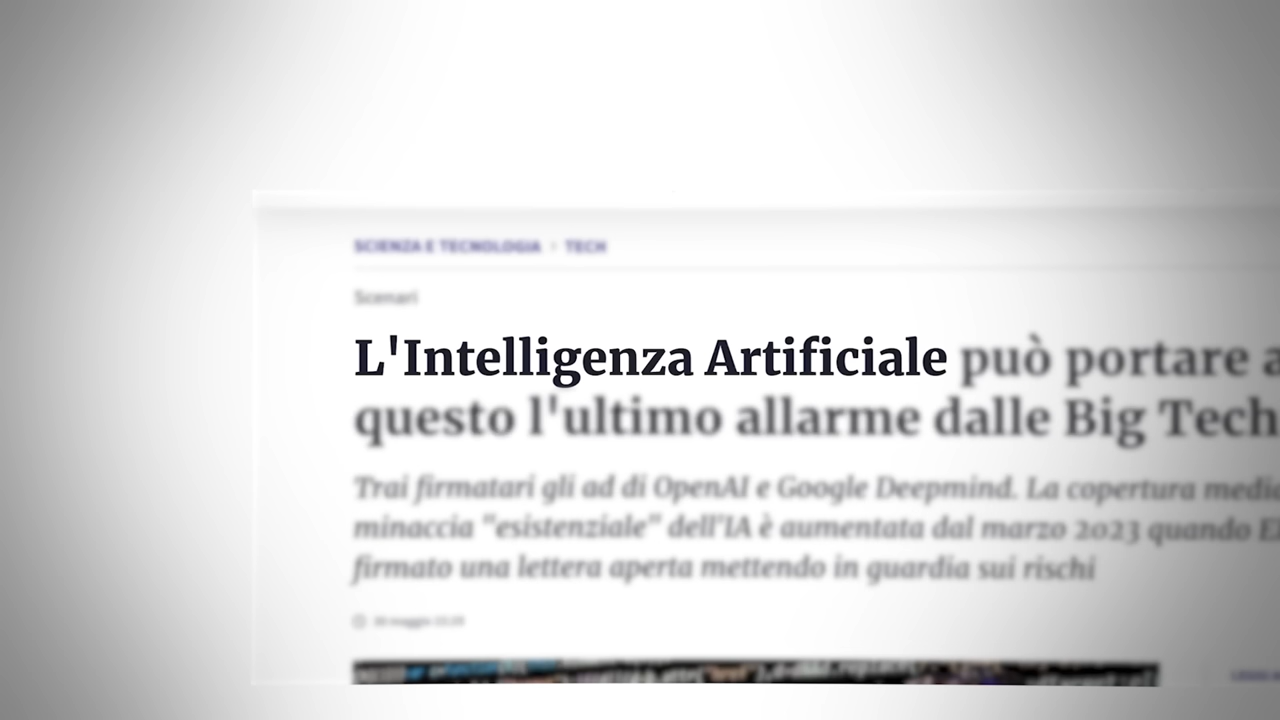 SCIENZA E TECNOLOGIA › TECH
Scenari
L'Intelligenza Artificiale può portare a
questo l'ultimo allarme dalle Big Tech
Trai firmatari gli ad di OpenAI e Google Deepmind. La copertura media
minaccia "esistenziale" dell'IA è aumentata dal marzo 2023 quando E
firmato una lettera aperta mettendo in guardia sui rischi